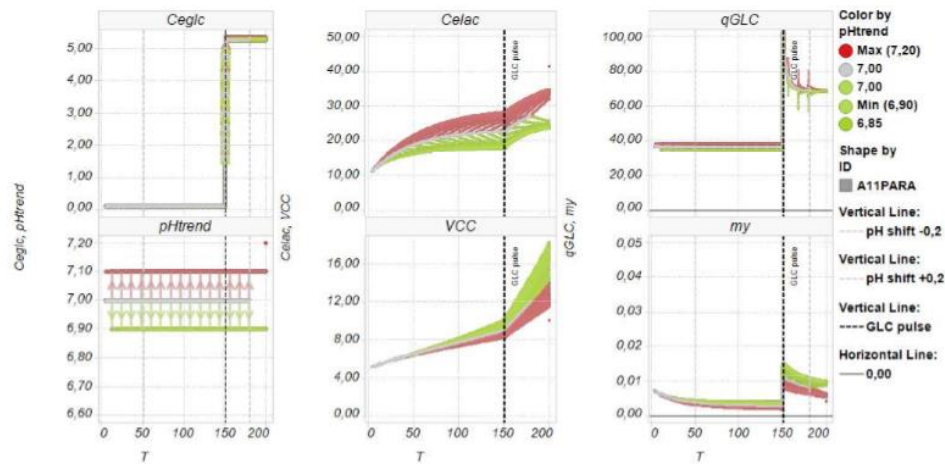 Ceglc
Celac
qGLC
5,00
4,00
3,00
2,00
1,00
0,00
50,00
40,00
30,00
20,00
10,00
0,00
GLC pulse
100
80,00
60,00
40,00
20,00
0,00
GLC pulse
Ceglc, pHtrend
Celac, VCC
qGLC, my
pHtrend
VCC
my
7,20
7,10
7,00
6,90
6,80
6,70
6,60
16,00
12,00
8,00
4,00
0,00
GLC pulse
0,05
0,04
0,03
0,02
0,01
0,00
GLC pulse
0 50 100 150 200
0 50 100 150 200
0 50 100 150 200
T
T
T
Color by
pHtrend
Max (7,20)
7,00
7,00
Min (6,90)
6,85
Shape by
ID
A11PARA
Vertical Line:
pH shift -0,2
Vertical Line:
pH shift +0,2
Vertical Line:
GLC pulse
Horizontal Line:
0,00